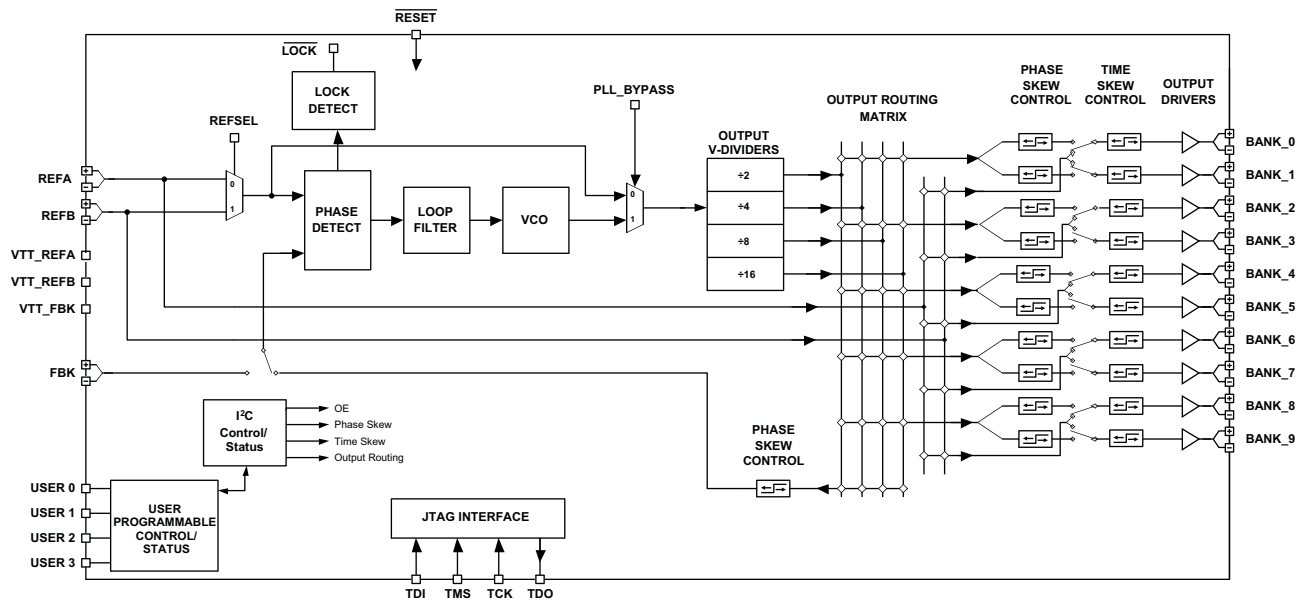 RESET
LOCK
LOCK
DETECT
REFSEL
PLL_BYPASS
OUTPUT
V-DIVIDERS
OUTPUT ROUTING
MATRIX
PHASE
SKEW
CONTROL
TIME
SKEW
CONTROL
OUTPUT
DRIVERS
REFA
REFB
VTT_REFA
VTT_REFB
VTT_FBK
FBK
+
-
+
-
+
-
0
1
PHASE
DETECT
LOOP
FILTER
VCO
0
1
÷2
÷4
÷8
÷16
+
-
BANK_0
+
-
BANK_1
+
-
BANK_2
+
-
BANK_3
+
-
BANK_4
+
-
BANK_5
+
-
BANK_6
+
-
BANK_7
+
-
BANK_8
+
-
BANK_9
I²C
Control/
Status
OE
Phase Skew
Time Skew
Output Routing
PHASE
SKEW
CONTROL
USER 0
USER 1
USER 2
USER 3
USER
PROGRAMMABLE
CONTROL/
STATUS
JTAG INTERFACE
TDI
TMS
TCK
TDO